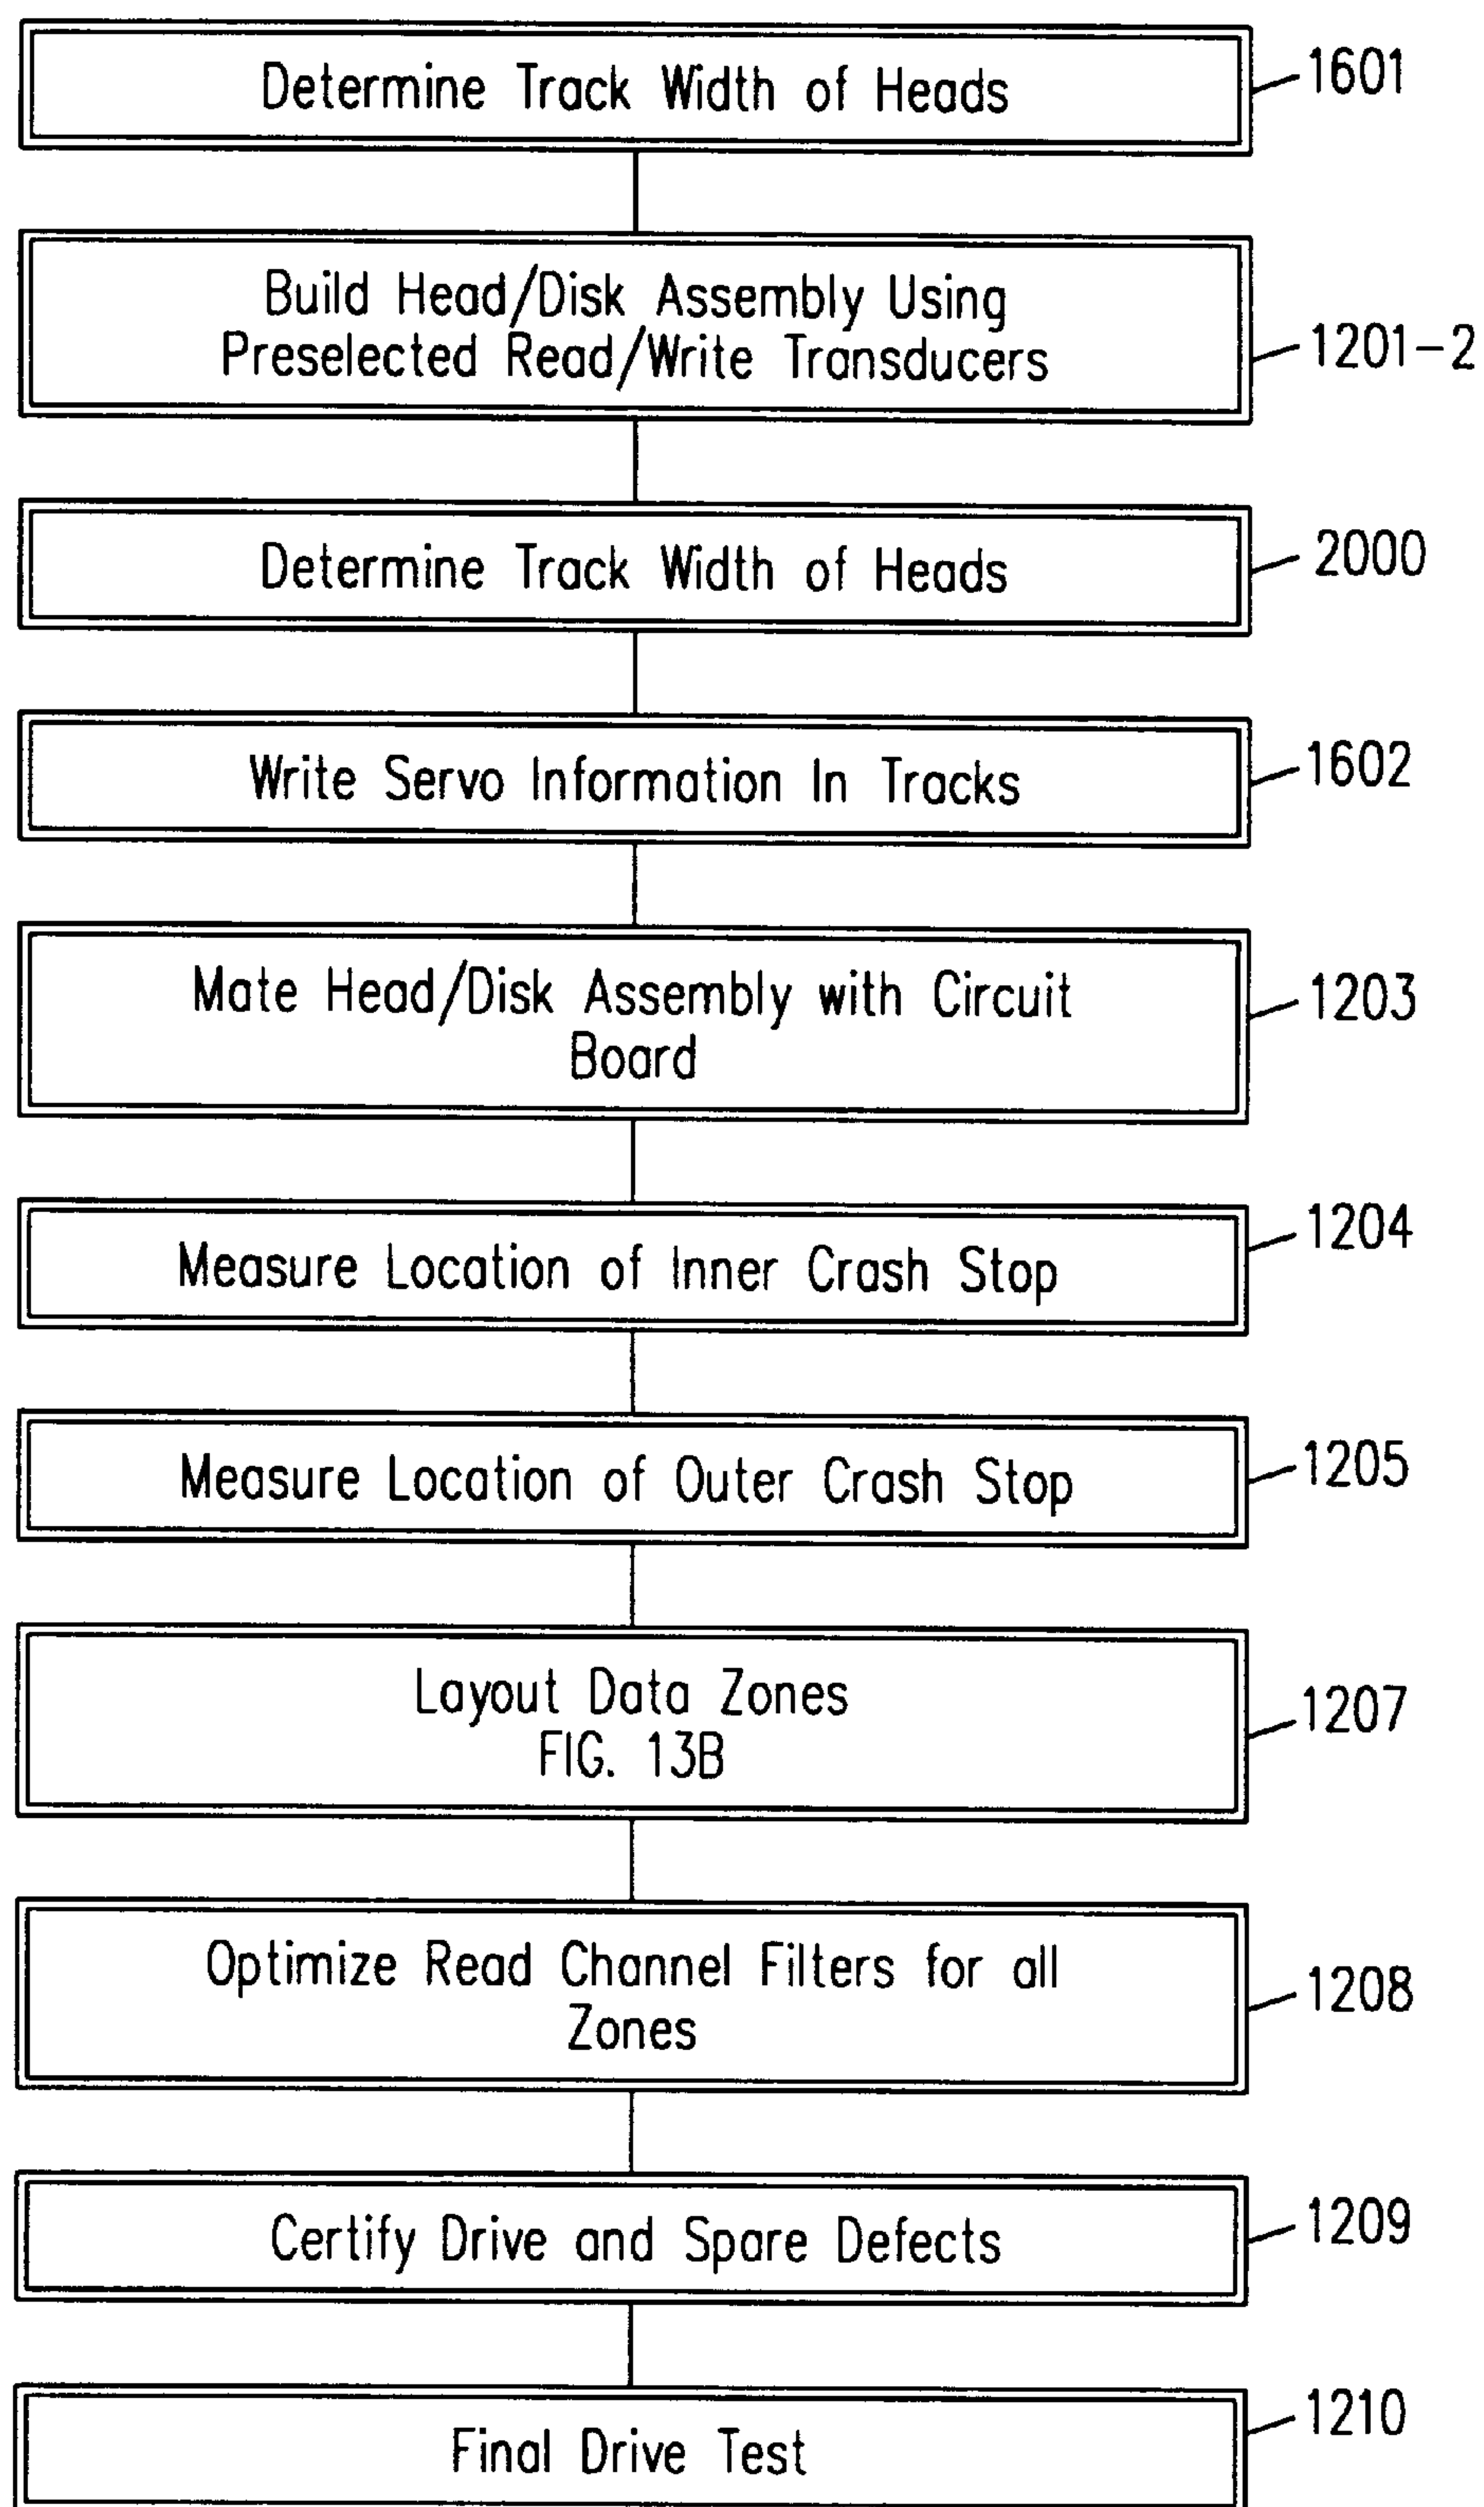 Determine Track Width of Heads
1601
Build Head/Disk Assembly Using
Preselected Read/Write Transducers
1201-2
Determine Track Width of Heads
2000
Write Servo Information In Tracks
1602
Mate Head/Disk Assembly with Circuit
Board
1203
Measure Location of Inner Crash Stop
1204
Measure Location of Outer Crash Stop
1205
Layout Data Zones
FIG. 13B
1207
Optimize Read Channel Filters for all
Zones
1208
Certify Drive and Spare Defects
1209
Final Drive Test
1210